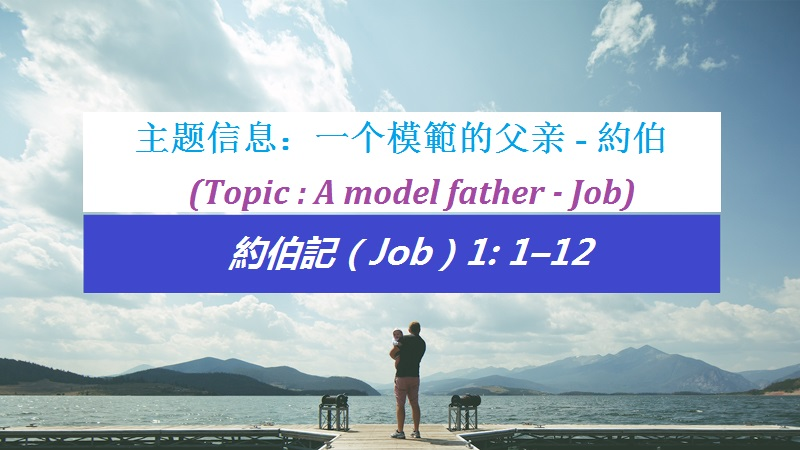 主题信息：一个模範的父亲 - 約伯
(Topic : A model father - Job)
約伯記（Job）1: 1–12